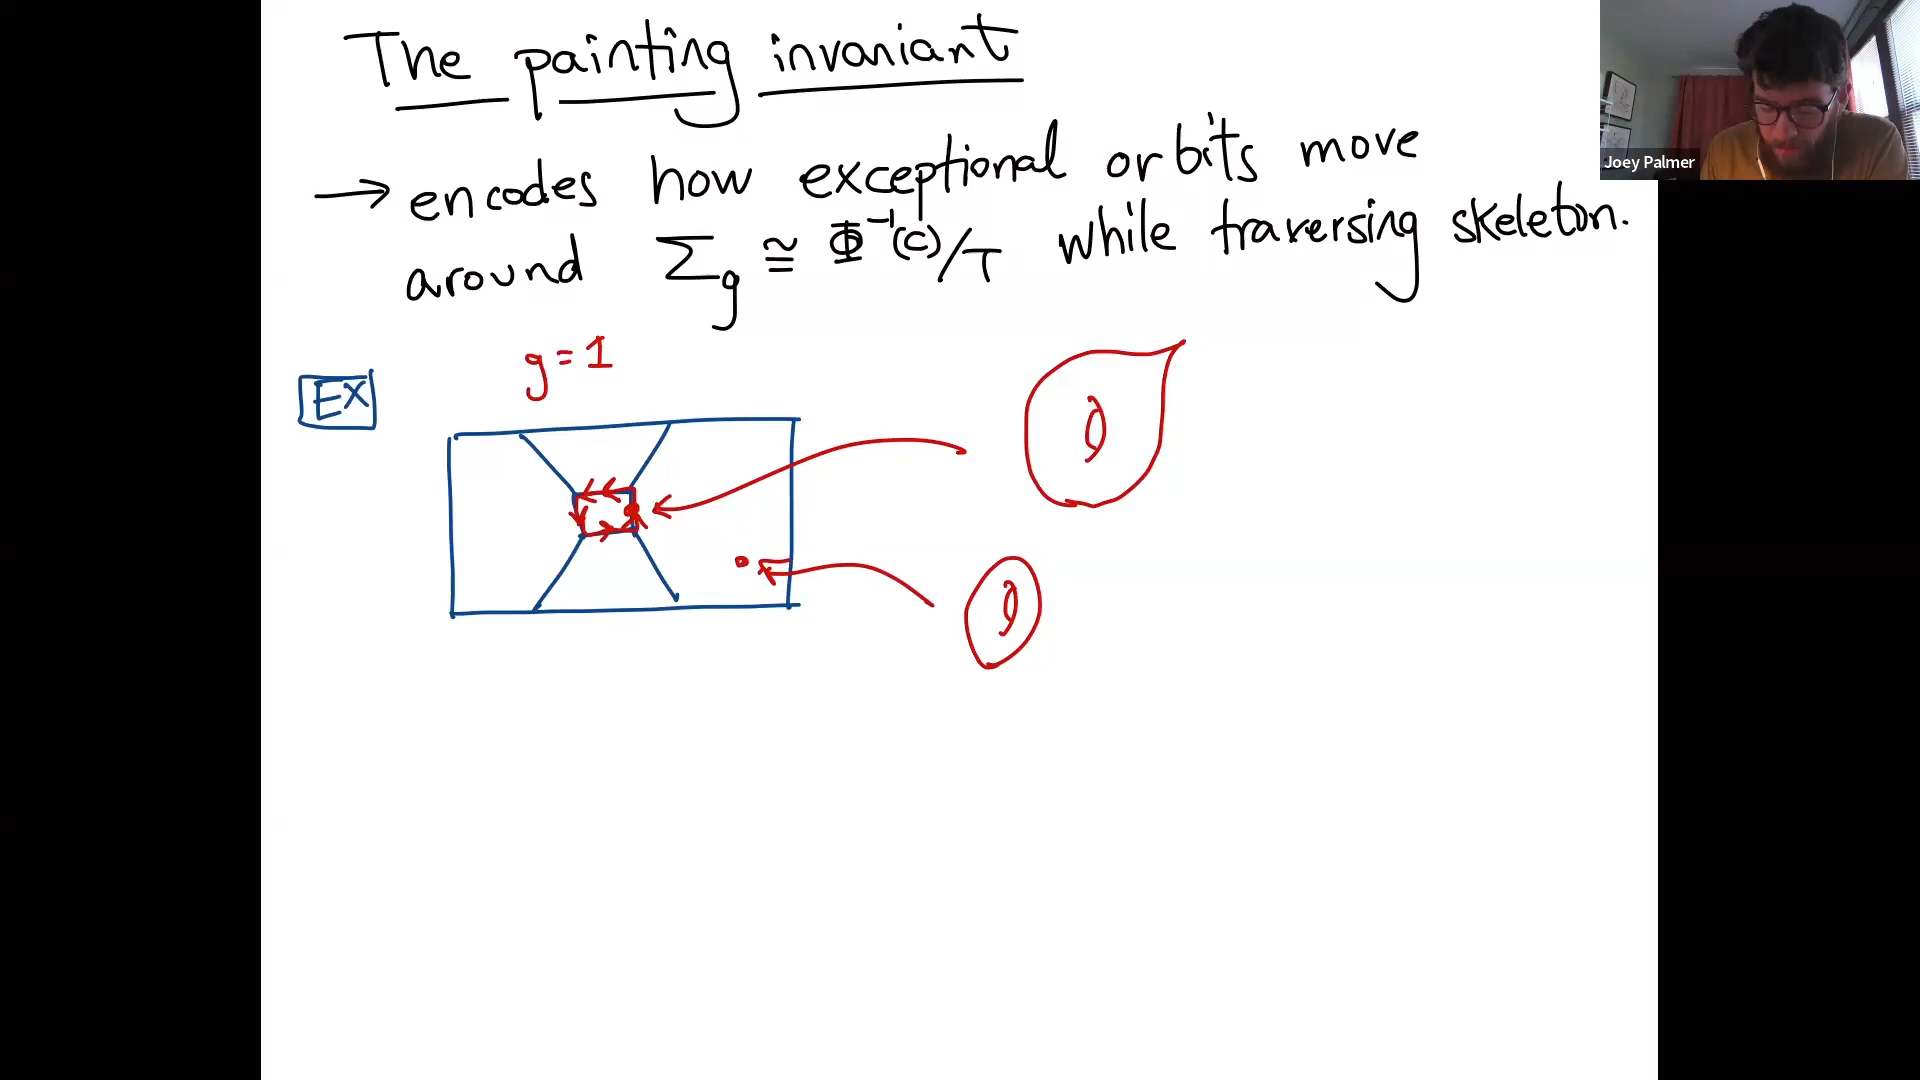 The painting invariant
→ encodes how exceptional orbits move
around Σg ≅ Φ⁻¹(c)/T while traversing skeleton.
g=1
EX
Joey Palmer